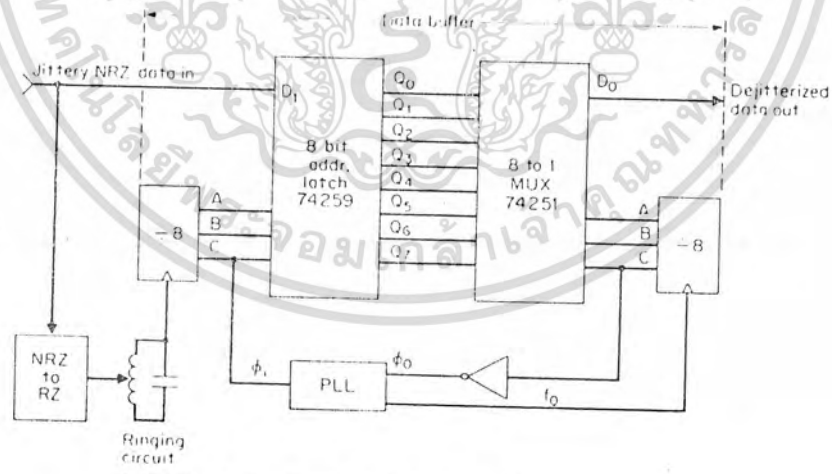 Data buffer
Jittery NRZ data in
D1
8 bit
addr.
latch
74259
Q0
Q1
Q2
Q3
Q4
Q5
Q6
Q7
8 to 1
MUX
74251
D0
Dejitterized
data out
÷8
A
B
C
A
B
C
÷8
NRZ
to
RZ
Ringing
circuit
ϕi
PLL
ϕ0
f0